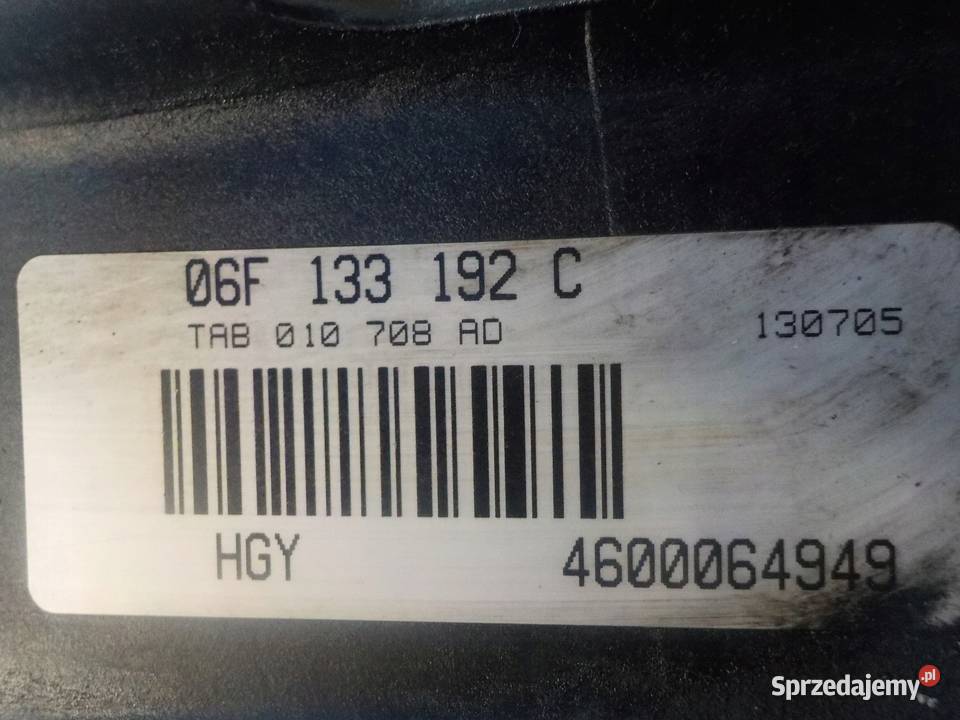 06F 133 192 C
TAB 010 708 AD 130705
HGY 4600064949
Sprzedajemy.pl